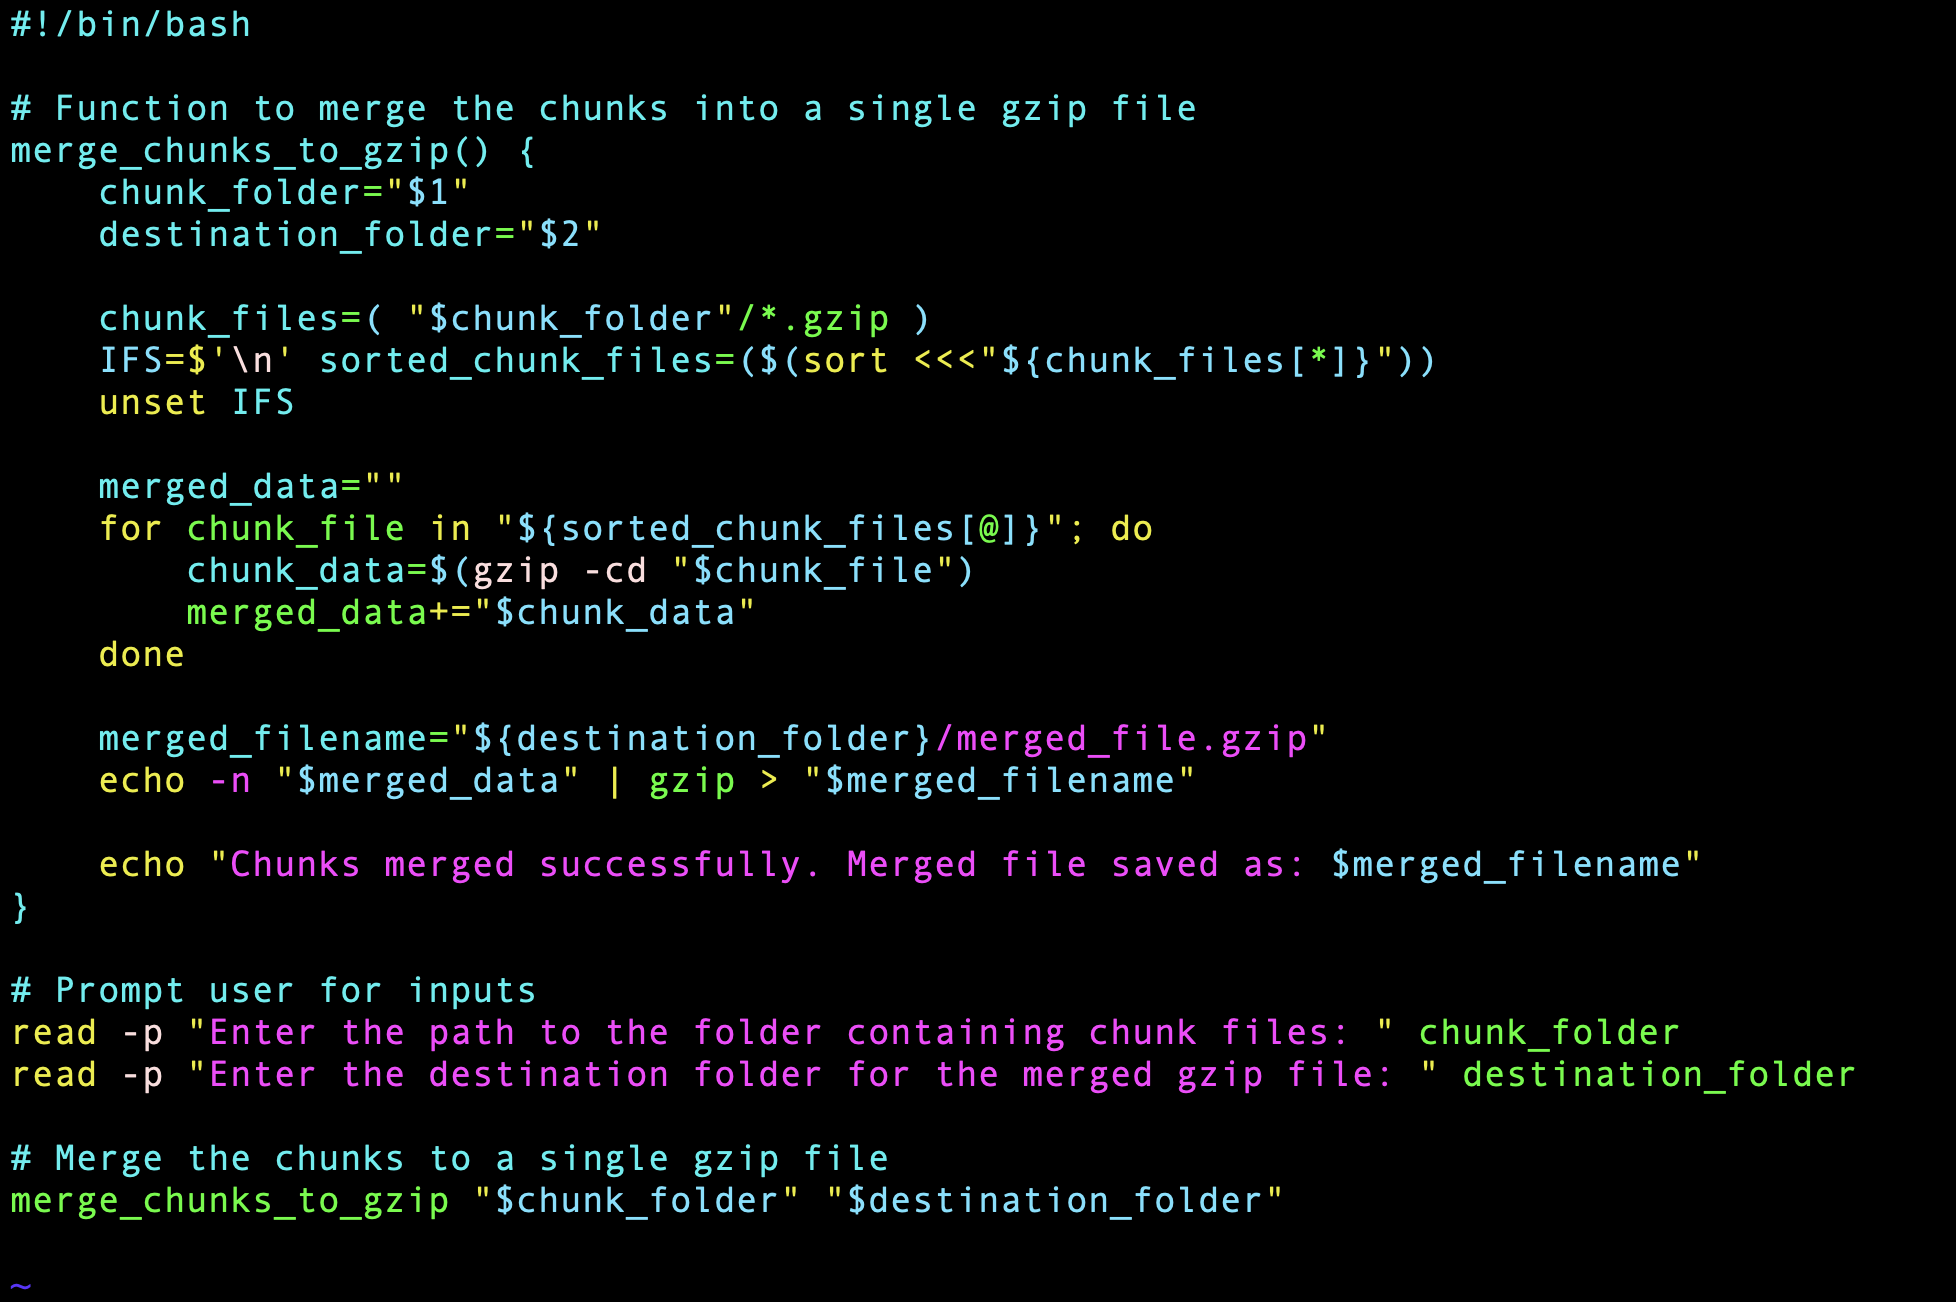 #!/bin/bash

# Function to merge the chunks into a single gzip file
merge_chunks_to_gzip() {
    chunk_folder="$1"
    destination_folder="$2"

    chunk_files=( "$chunk_folder"/*.gzip )
    IFS=$'\n' sorted_chunk_files=($(sort <<<"${chunk_files[*]}"))
    unset IFS

    merged_data=""
    for chunk_file in "${sorted_chunk_files[@]}"; do
        chunk_data=$(gzip -cd "$chunk_file")
        merged_data+="$chunk_data"
    done

    merged_filename="${destination_folder}/merged_file.gzip"
    echo -n "$merged_data" | gzip > "$merged_filename"

    echo "Chunks merged successfully. Merged file saved as: $merged_filename"
}

# Prompt user for inputs
read -p "Enter the path to the folder containing chunk files: " chunk_folder
read -p "Enter the destination folder for the merged gzip file: " destination_folder

# Merge the chunks to a single gzip file
merge_chunks_to_gzip "$chunk_folder" "$destination_folder"

~